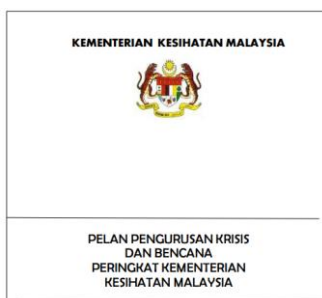 KEMENTERIAN KESIHATAN MALAYSIA
PELAN PENGURUSAN KRISIS
DAN BENCANA
PERINGKAT KEMENTERIAN
KESIHATAN MALAYSIA